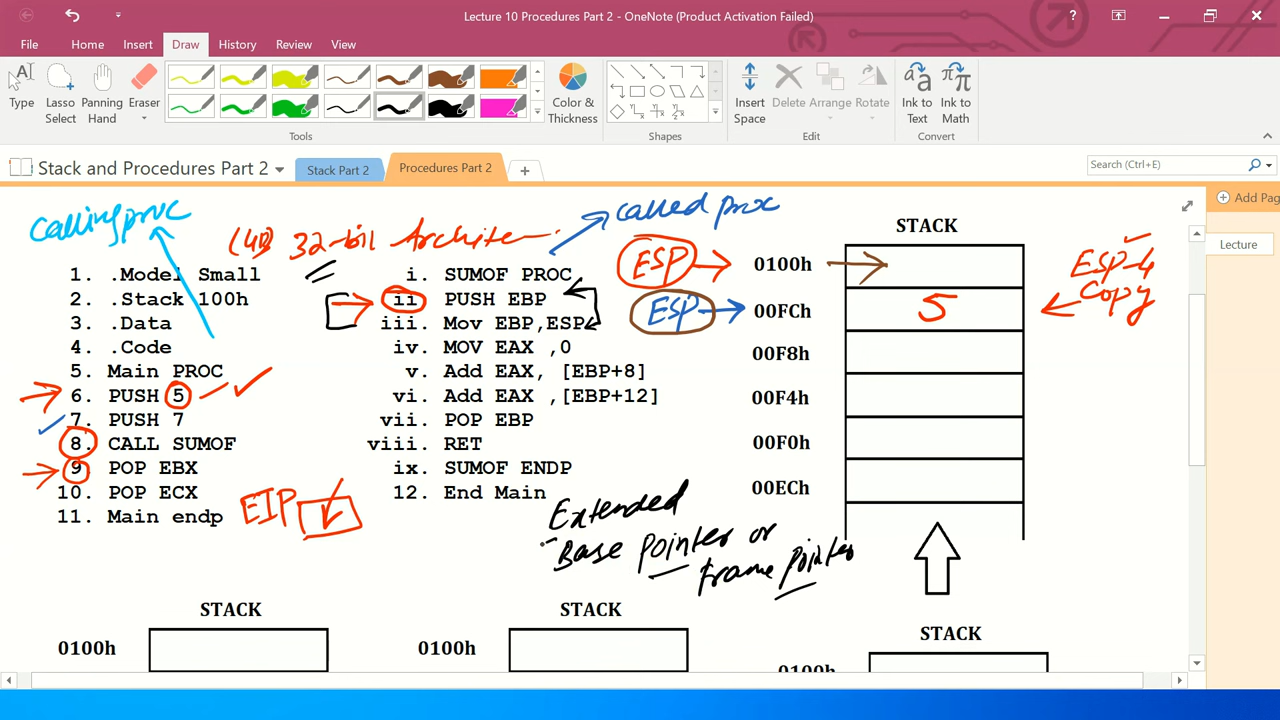 Lecture 10 Procedures Part 2 - OneNote (Product Activation Failed)
?
File Home Insert Draw History Review View
Type
Lasso Select
Panning Hand
Eraser
Color & Thickness
Insert Space
Delete
Arrange
Rotate
Ink to Text
Ink to Math
Tools
Shapes
Edit
Convert
Stack and Procedures Part 2
Stack Part 2
Procedures Part 2
Search (Ctrl+E)
Add Pag
Lecture
Calling proc
called proc
32-bit Architec
1. .Model Small
2. .Stack 100h
3. .Data
4. .Code
5. Main PROC
6. PUSH 5
7. PUSH 7
8. CALL SUMOF
9. POP EBX
10. POP ECX
11. Main endp
EIP
i. SUMOF PROC
ii PUSH EBP
iii. Mov EBP,ESP
iv. MOV EAX ,0
v. Add EAX, [EBP+8]
vi. Add EAX ,[EBP+12]
vii. POP EBP
viii. RET
ix. SUMOF ENDP
12. End Main
Extended
Base pointer or
frame pointer
STACK
ESP 0100h
ESP 00FCh 5
00F8h
00F4h
00F0h
00ECh
ESP-4
Copy
STACK
0100h
STACK
0100h
STACK
0100h